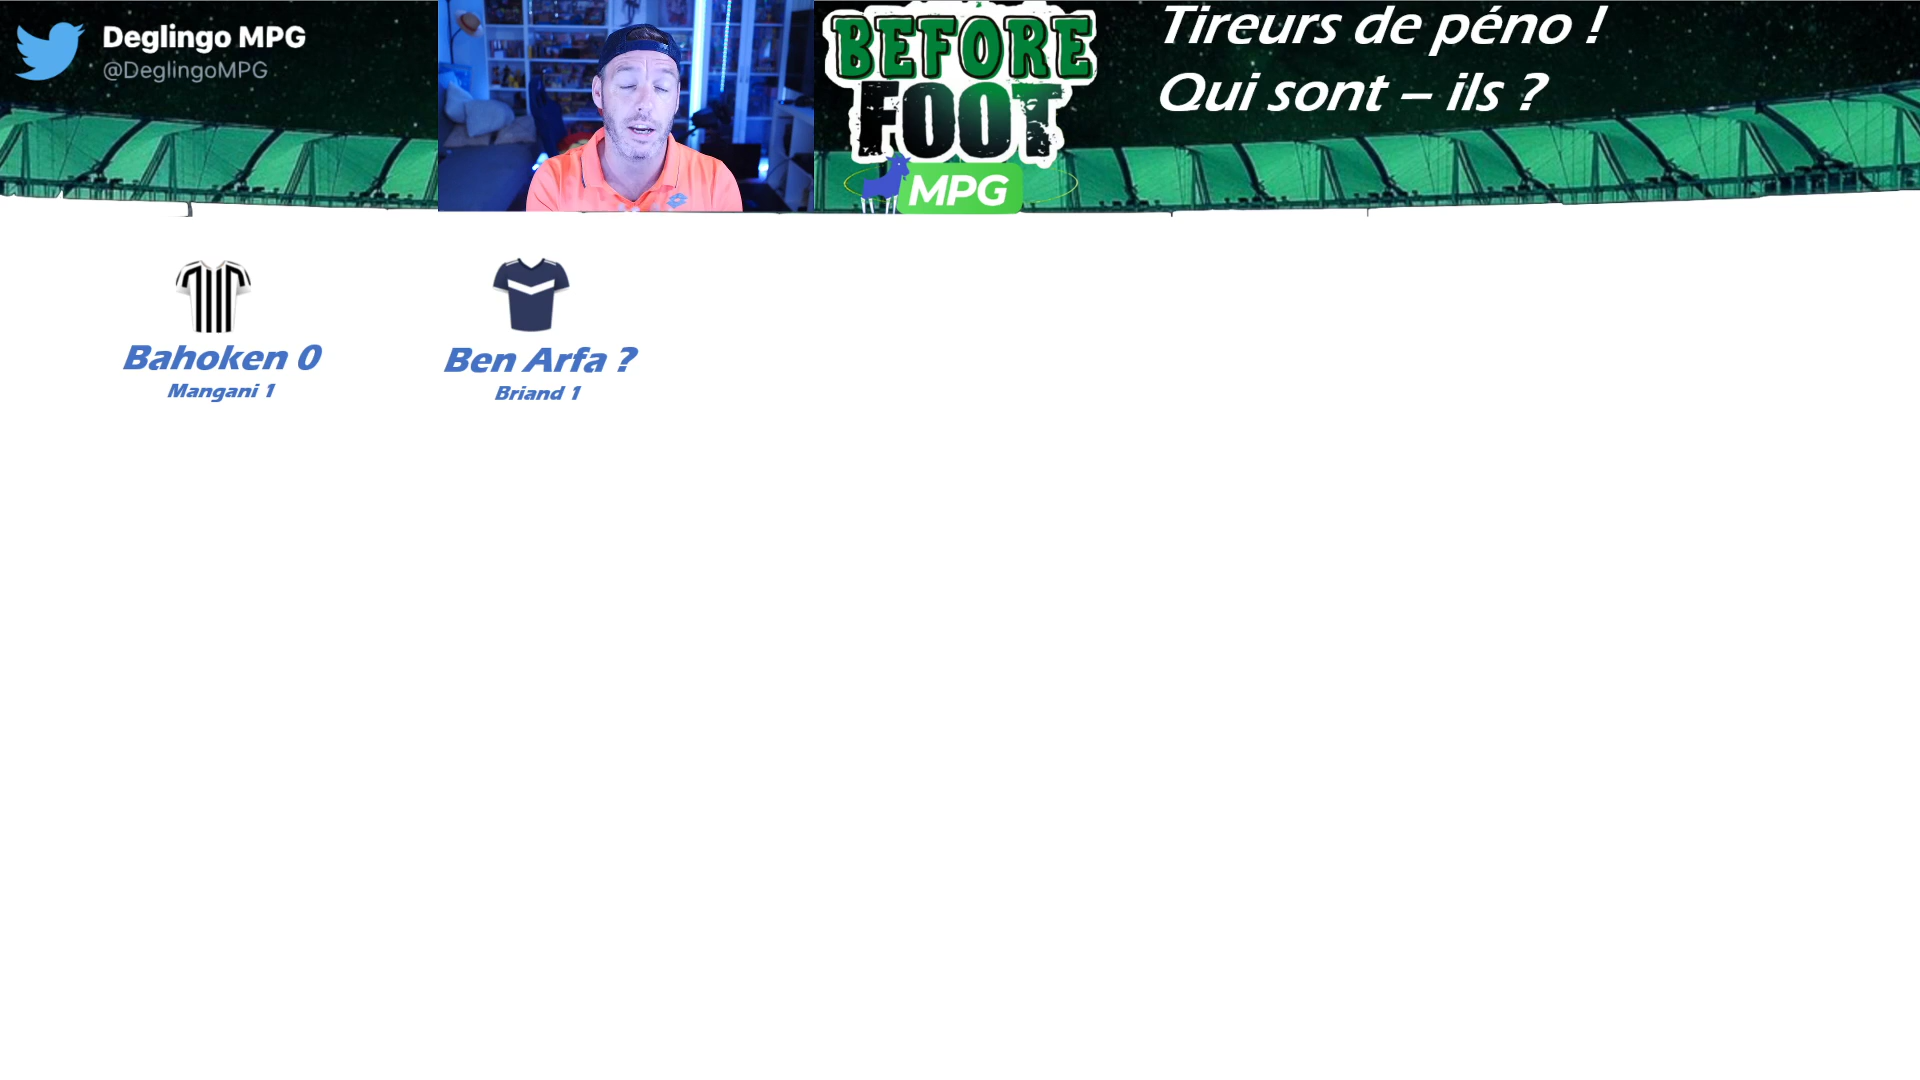 Deglingo MPG
@DeglingoMPG
BEFORE
FOOT
MPG
Tireurs de péno !
Qui sont – ils ?
Bahoken 0
Mangani 1
Ben Arfa ?
Briand 1